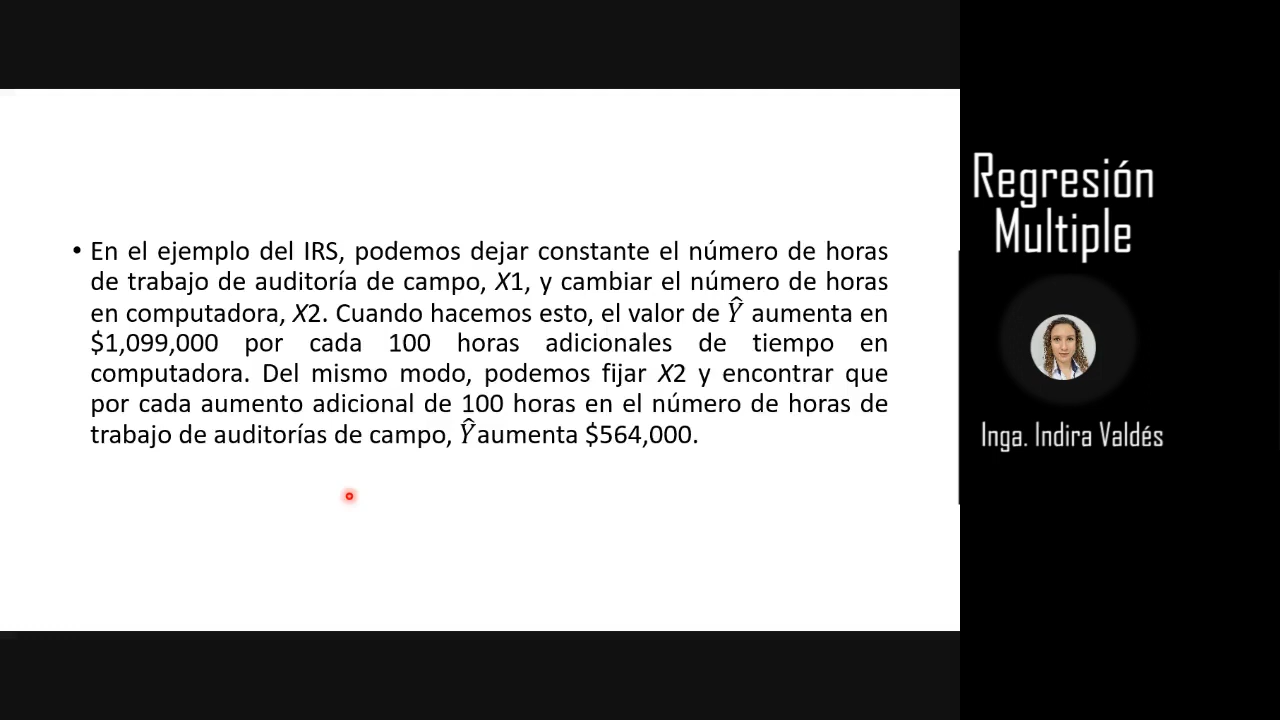 • En el ejemplo del IRS, podemos dejar constante el número de horas
de trabajo de auditoría de campo, X1, y cambiar el número de horas
en computadora, X2. Cuando hacemos esto, el valor de Ŷ aumenta en
$1,099,000 por cada 100 horas adicionales de tiempo en
computadora. Del mismo modo, podemos fijar X2 y encontrar que
por cada aumento adicional de 100 horas en el número de horas de
trabajo de auditorías de campo, Ŷ aumenta $564,000.
Regresión
Multiple
Inga. Indira Valdés